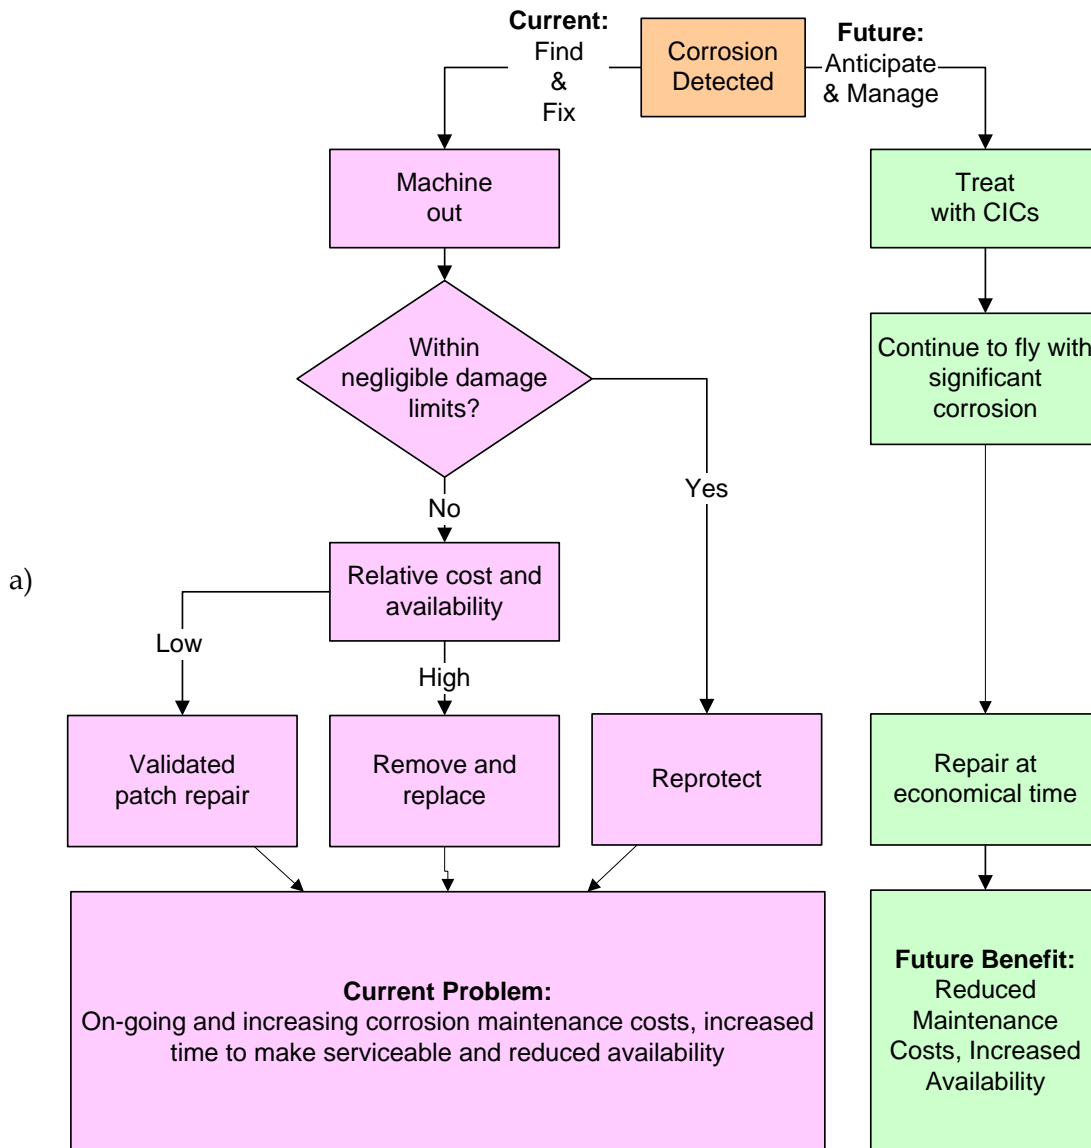 Current:
Find
&
Fix
Corrosion
Detected
Future:
Anticipate
& Manage
Machine
out
Treat
with CICs
Within
negligible damage
limits?
Continue to fly with
significant
corrosion
Yes
No
a)
Relative cost and
availability
Low
High
Validated
patch repair
Remove and
replace
Reprotect
Repair at
economical time
Current Problem:
On-going and increasing corrosion maintenance costs, increased
time to make serviceable and reduced availability
Future Benefit:
Reduced
Maintenance
Costs, Increased
Availability